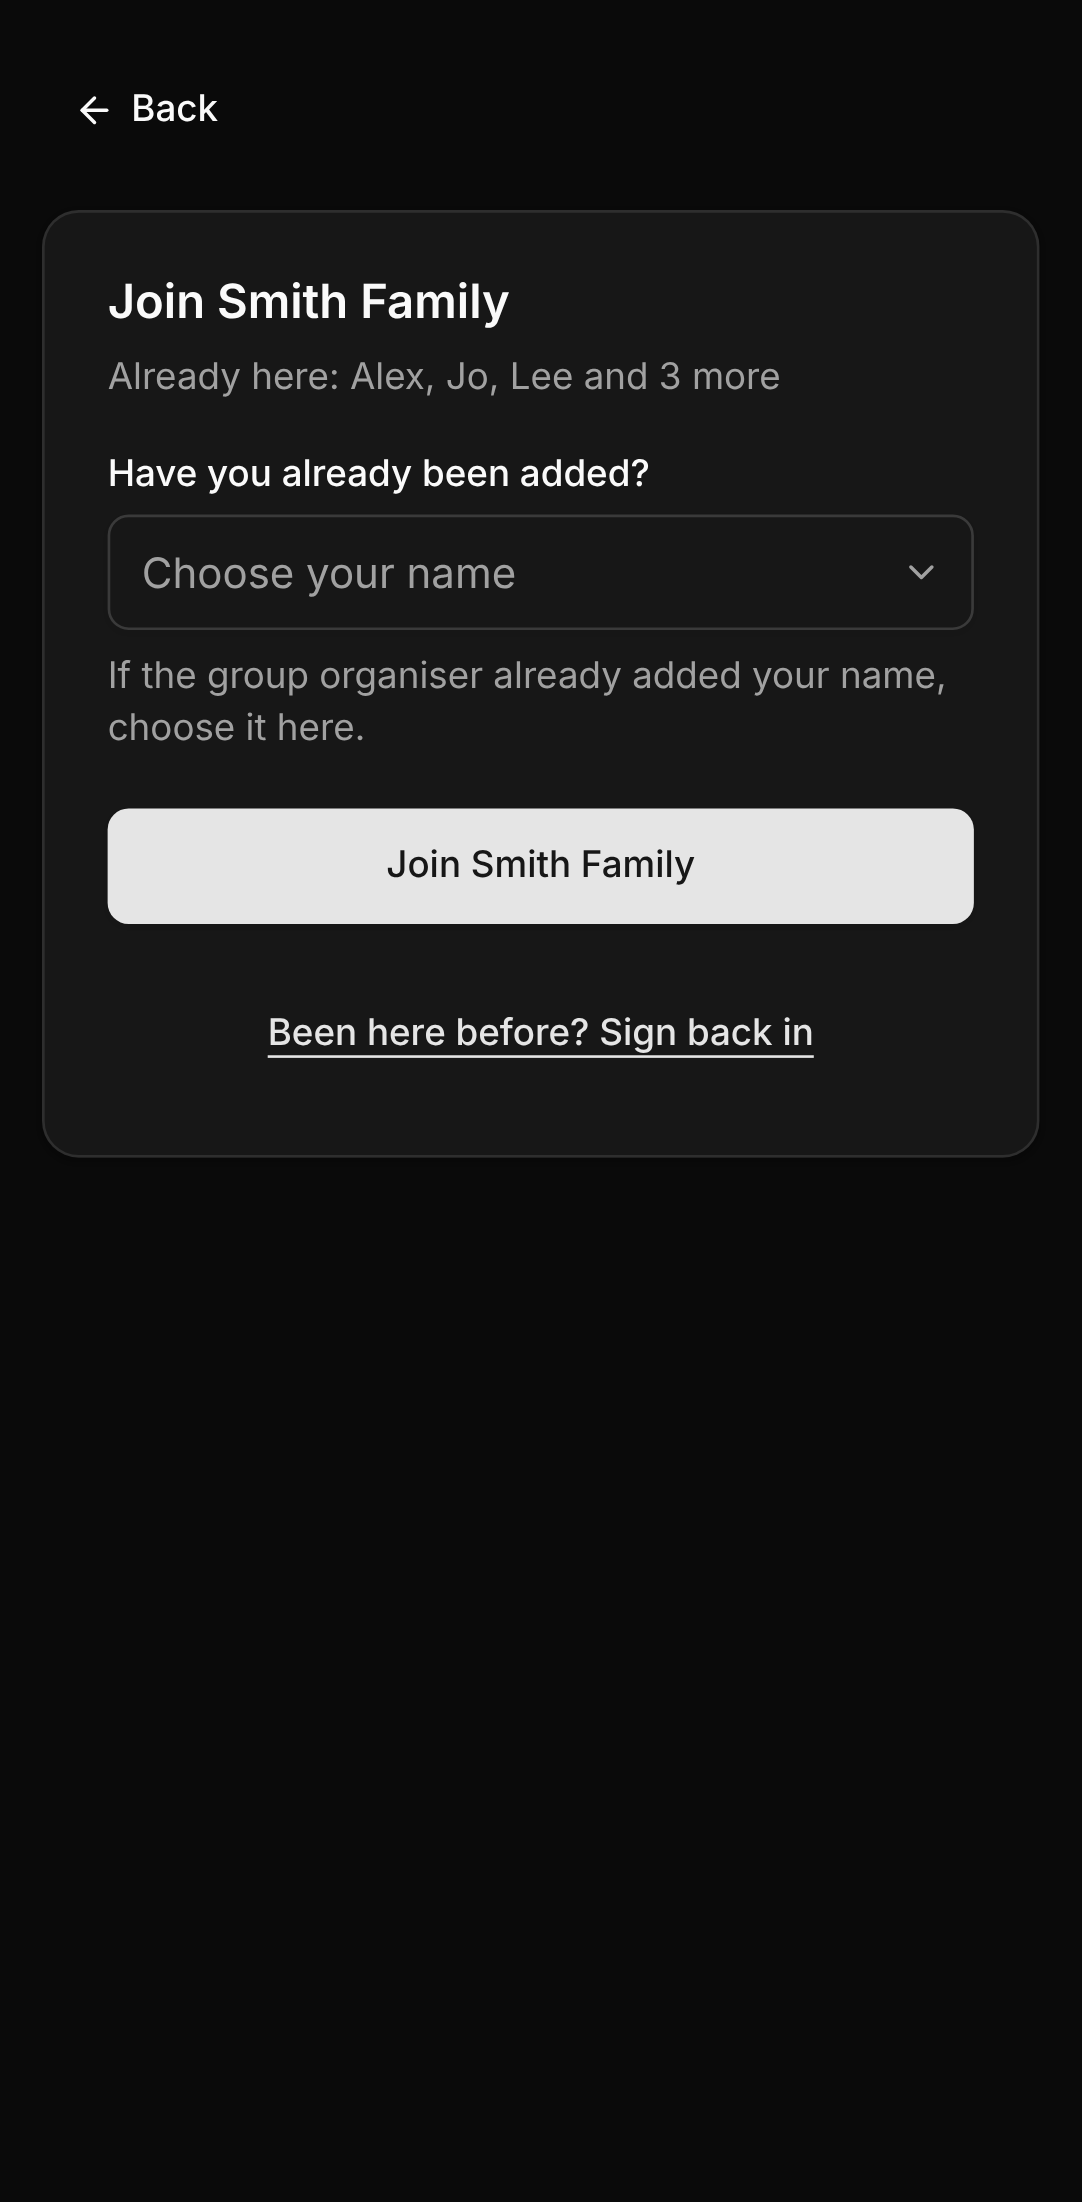 Back
Join Smith Family
Already here: Alex, Jo, Lee and 3 more
Have you already been added?
Choose your name
If the group organiser already added your name,
choose it here.
Join Smith Family
Been here before? Sign back in